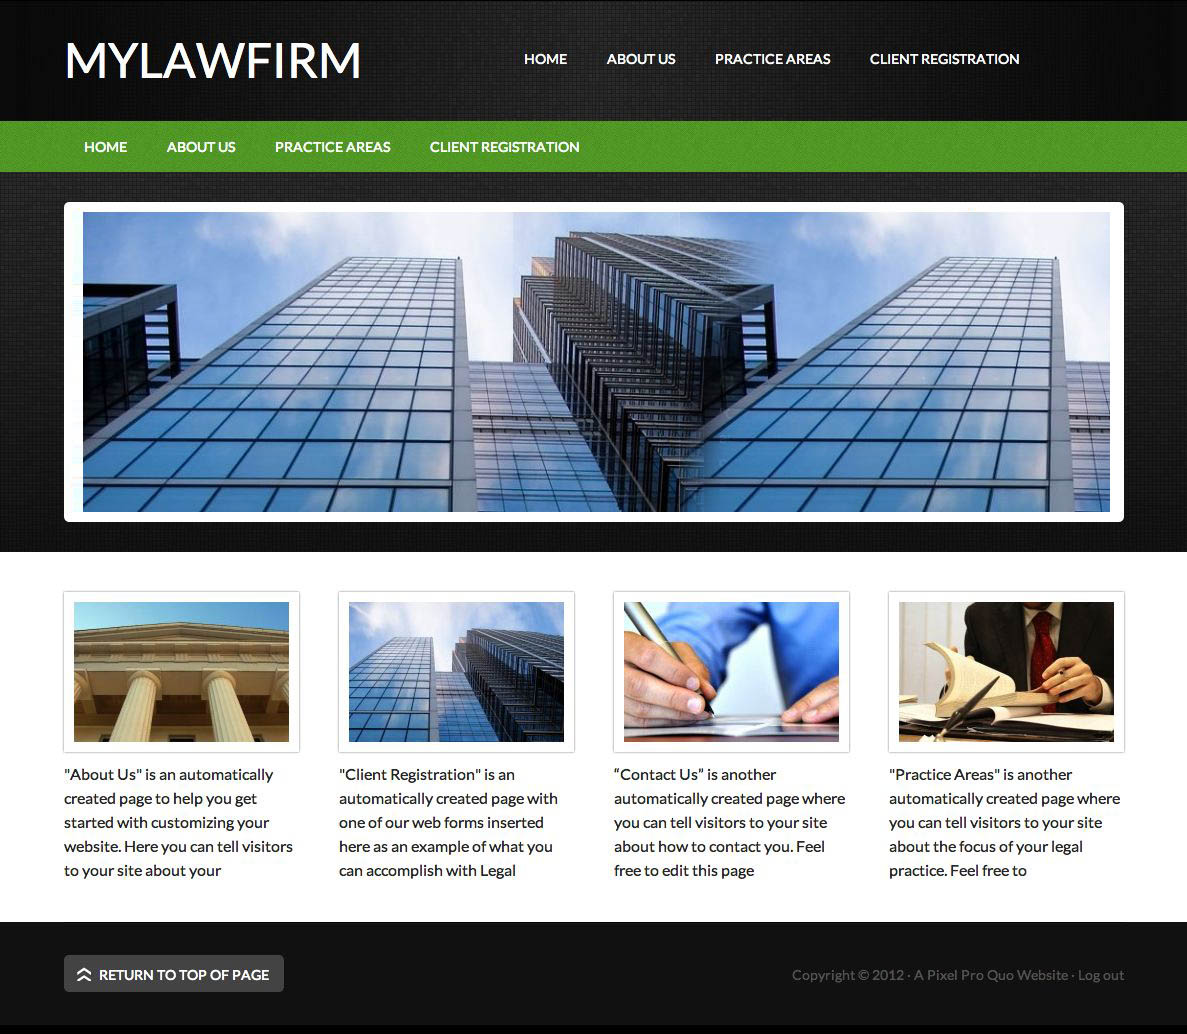 MYLAWFIRM
HOME ABOUT US PRACTICE AREAS CLIENT REGISTRATION
HOME ABOUT US PRACTICE AREAS CLIENT REGISTRATION
"About Us" is an automatically
created page to help you get
started with customizing your
website. Here you can tell visitors
to your site about your
"Client Registration" is an
automatically created page with
one of our web forms inserted
here as an example of what you
can accomplish with Legal
“Contact Us” is another
automatically created page where
you can tell visitors to your site
about how to contact you. Feel
free to edit this page
"Practice Areas" is another
automatically created page where
you can tell visitors to your site
about the focus of your legal
practice. Feel free to
RETURN TO TOP OF PAGE
Copyright © 2012 · A Pixel Pro Quo Website · Log out